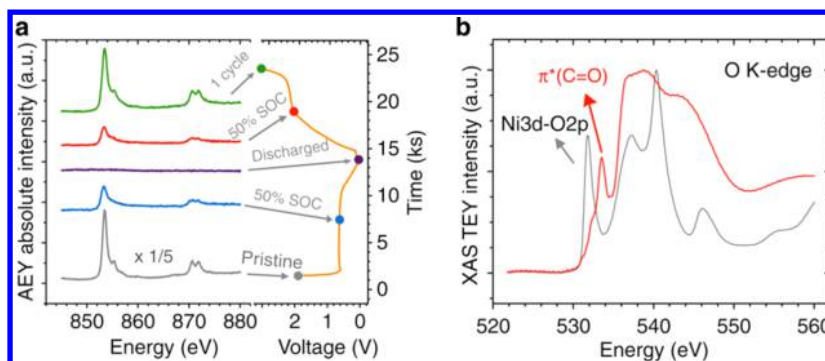 a
AEY absolute intensity (a.u.)
1 cycle
50% SOC
Discharged
50% SOC
x 1/5
Pristine
850 860 870 880
Energy (eV)
2 1 0
Voltage (V)
25
20
15
10
5
0
Time (ks)
b
XAS TEY intensity (a.u.)
O K-edge
π*(C=O)
Ni3d-O2p
520 530 540 550 560
Energy (eV)